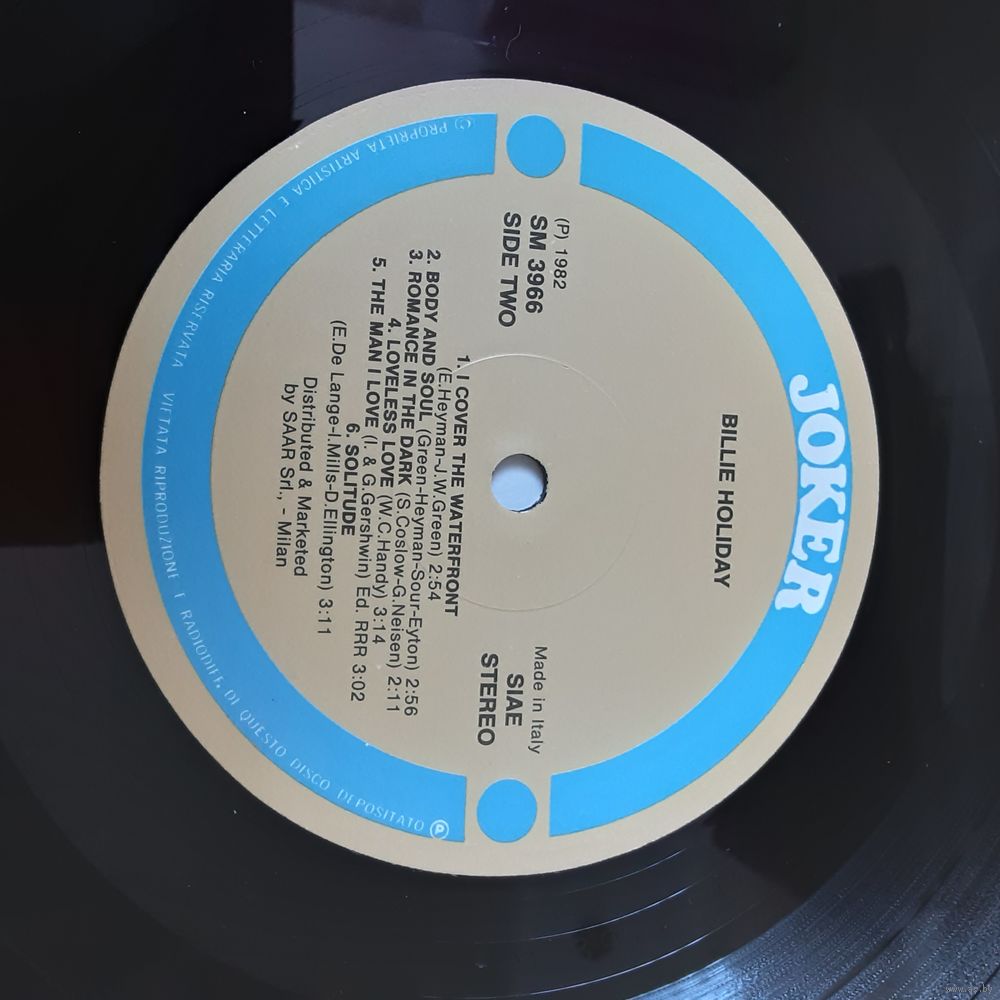 JOKER
BILLIE HOLIDAY
(P) 1982
SM 3966
SIDE TWO
Made in Italy
SIAE
STEREO
1. I COVER THE WATERFRONT
(E.Heyman-J.W.Green) 2:54
2. BODY AND SOUL (Green-Heyman-Sour-Eyton) 2:56
3. ROMANCE IN THE DARK (S.Coslow-G.Neisen) 2:11
4. LOVELESS LOVE (W.C.Handy) 3:14
5. THE MAN I LOVE (I. & G.Gershwin) Ed. RRR 3:02
6. SOLITUDE
(E.De Lange-I.Mills-D.Ellington) 3:11
Distributed & Marketed
by SAAR Srl., - Milan
(C) PROPRIETA ARTISTICA E LETTERARIA RISERVATA VIETATA RIPRODUZIONE E RADIODIFF. DI QUESTO DISCO DEPOSITATO (P)
www.ay.by